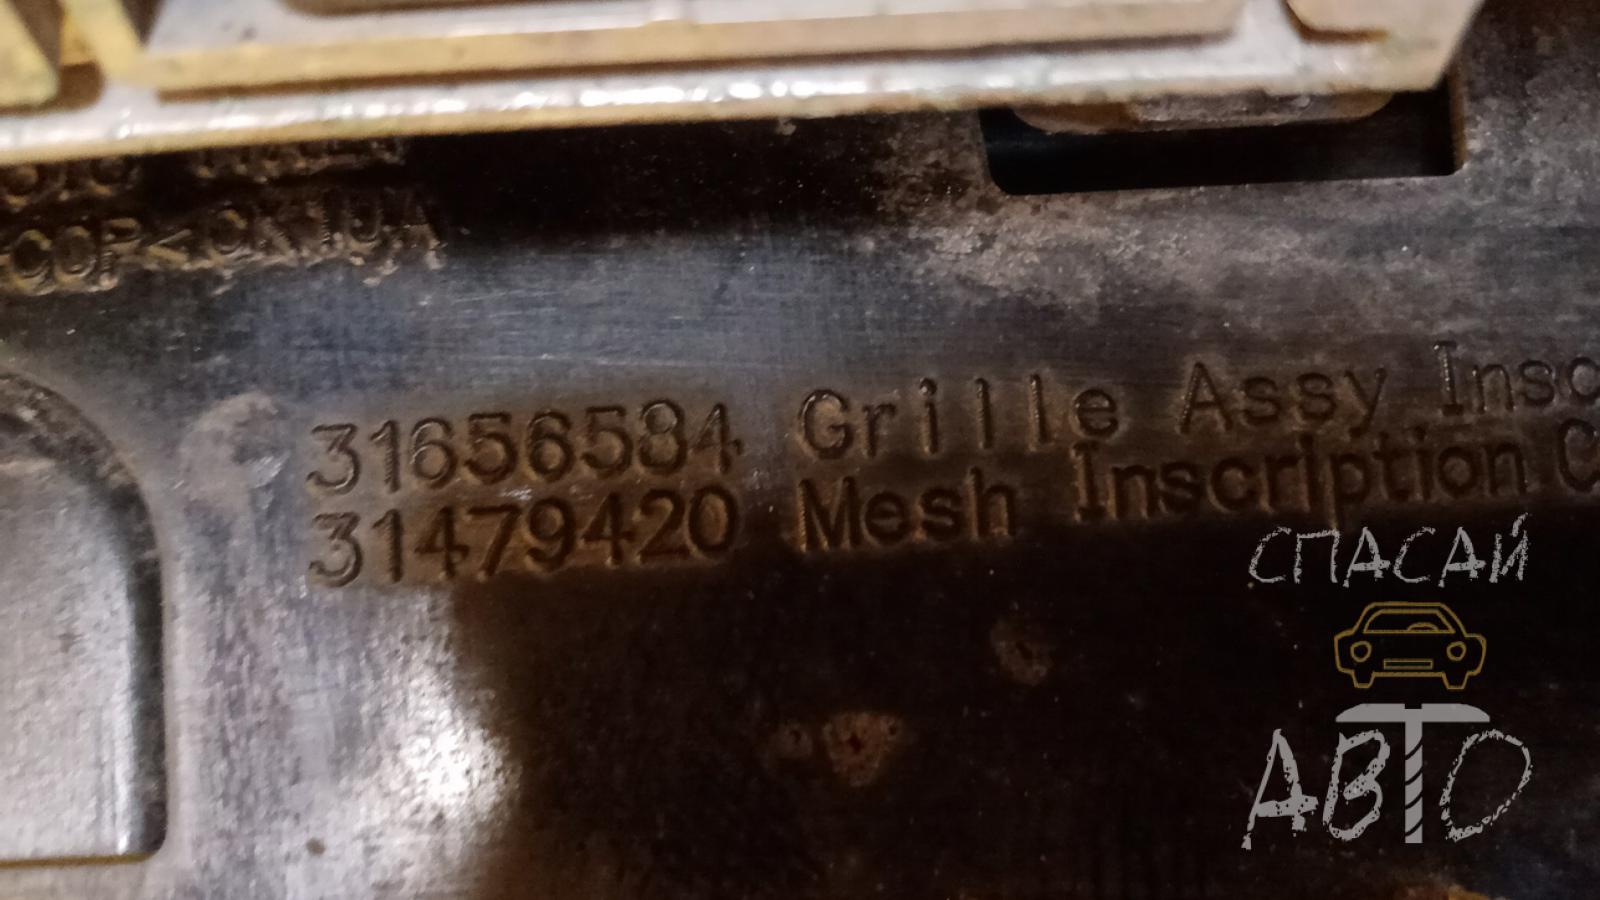 31656584 Grille Assy Insc
31479420 Mesh Inscription C
СПАСАЙ
АВТО